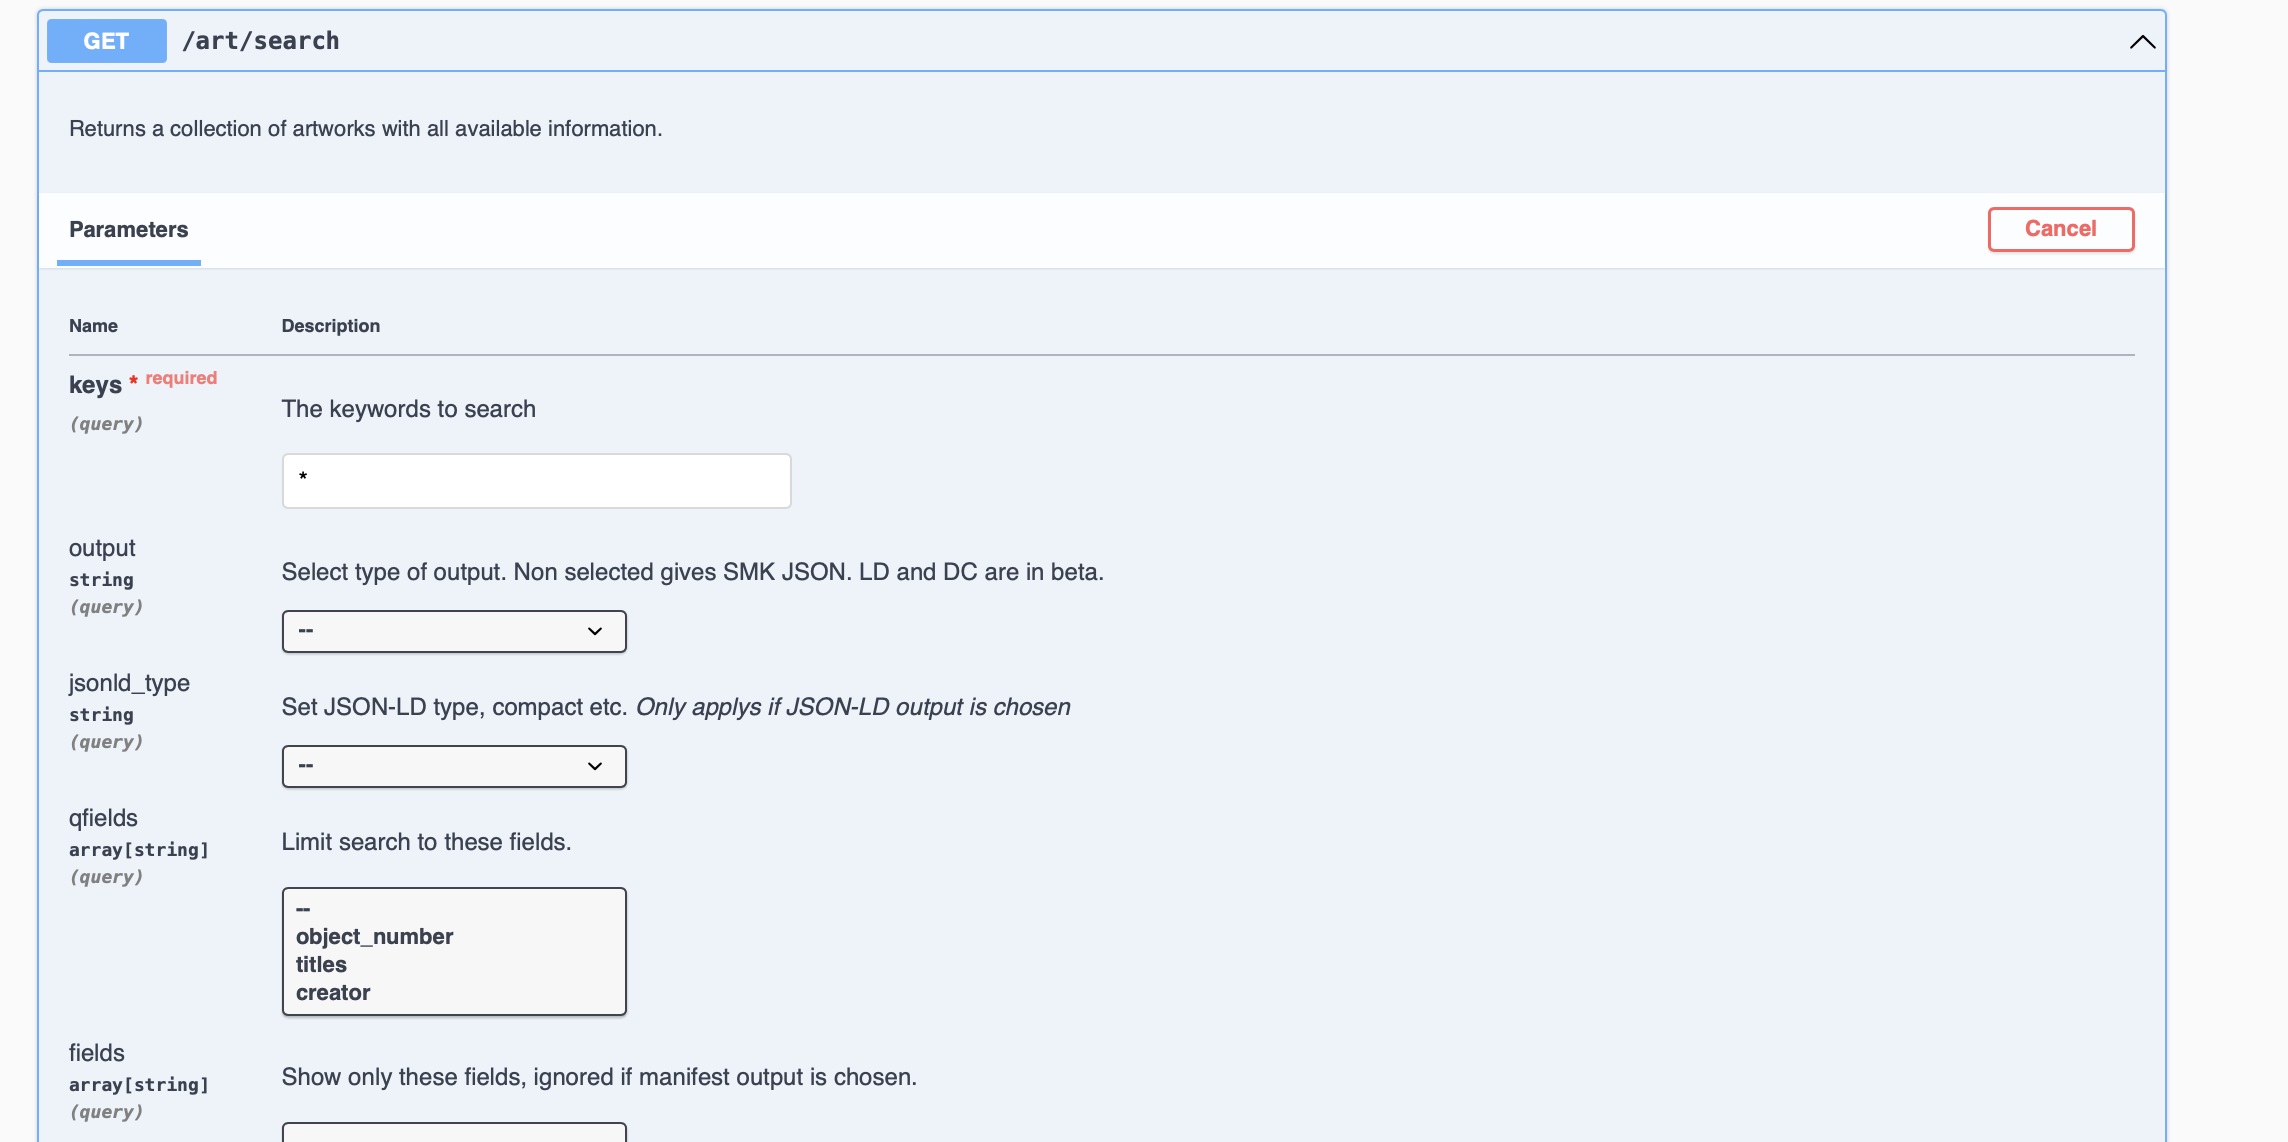 GET /art/search
Returns a collection of artworks with all available information.
Parameters
Cancel
Name Description
keys * required
(query)
The keywords to search
*
output
string
(query)
Select type of output. Non selected gives SMK JSON. LD and DC are in beta.
--
jsonld_type
string
(query)
Set JSON-LD type, compact etc. Only applys if JSON-LD output is chosen
--
qfields
array[string]
(query)
Limit search to these fields.
--
object_number
titles
creator
fields
array[string]
(query)
Show only these fields, ignored if manifest output is chosen.